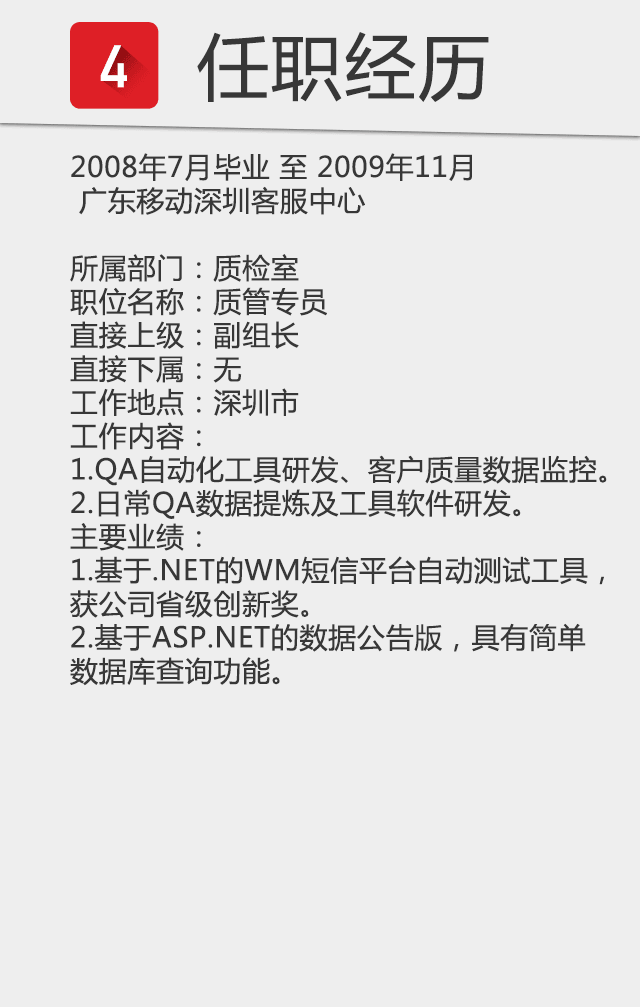 4 任职经历
2008年7月毕业 至 2009年11月
广东移动深圳客服中心
所属部门：质检室
职位名称：质管专员
直接上级：副组长
直接下属：无
工作地点：深圳市
工作内容：
1.QA自动化工具研发、客户质量数据监控。
2.日常QA数据提炼及工具软件研发。
主要业绩：
1.基于.NET的WM短信平台自动测试工具，
获公司省级创新奖。
2.基于ASP.NET的数据公告版，具有简单
数据库查询功能。